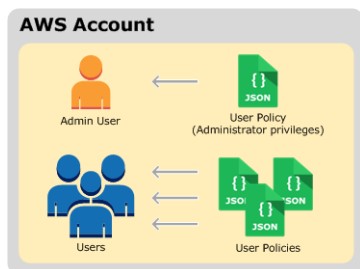 AWS Account
{ }
JSON
Admin User
User Policy
(Administrator privileges)
{ }
JSON
{ }
JSON
{ }
JSON
Users
User Policies